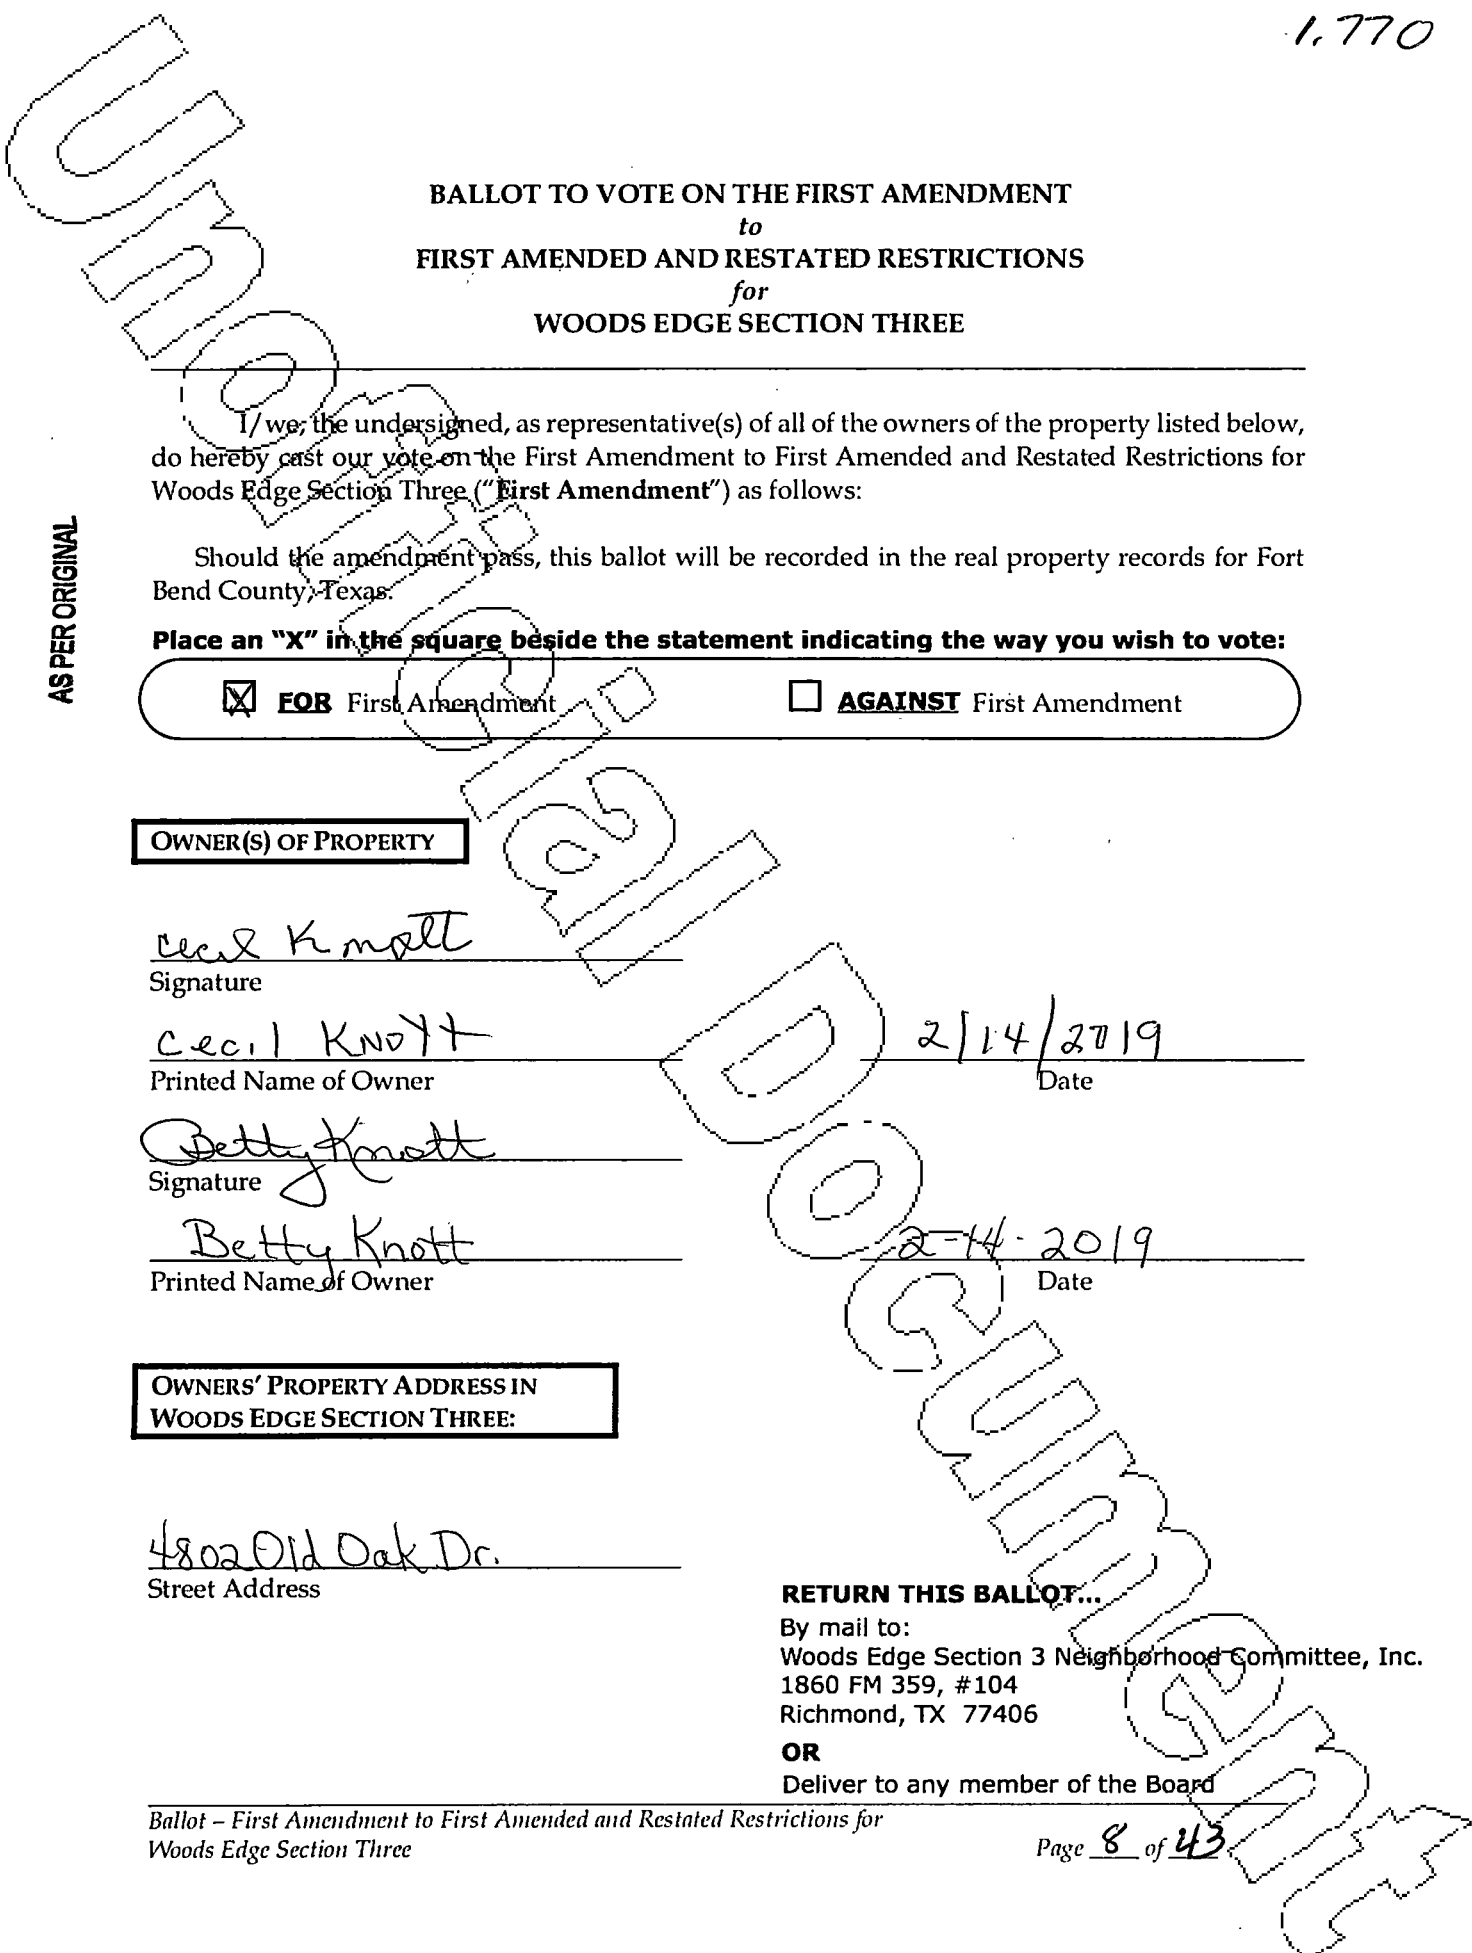 1.770
BALLOT TO VOTE ON THE FIRST AMENDMENT
to
FIRST AMENDED AND RESTATED RESTRICTIONS
for
WOODS EDGE SECTION THREE
I/we, the undersigned, as representative(s) of all of the owners of the property listed below,
do hereby cast our vote on the First Amendment to First Amended and Restated Restrictions for
Woods Edge Section Three ("First Amendment") as follows:
Should the amendment pass, this ballot will be recorded in the real property records for Fort
Bend County, Texas.
AS PER ORIGINAL
Place an "X" in the square beside the statement indicating the way you wish to vote:
X FOR First Amendment AGAINST First Amendment
OWNER(S) OF PROPERTY
Cecil Knott
Signature
Cecil Knott 2/14/2019
Printed Name of Owner Date
Betty Knott
Signature
Betty Knott 2-14-2019
Printed Name of Owner Date
OWNERS' PROPERTY ADDRESS IN
WOODS EDGE SECTION THREE:
4802 Old Oak Dr.
Street Address
RETURN THIS BALLOT...
By mail to:
Woods Edge Section 3 Neighborhood Committee, Inc.
1860 FM 359, #104
Richmond, TX 77406
OR
Deliver to any member of the Board
Ballot – First Amendment to First Amended and Restated Restrictions for
Woods Edge Section Three
Page 8 of 43
Unofficial Document